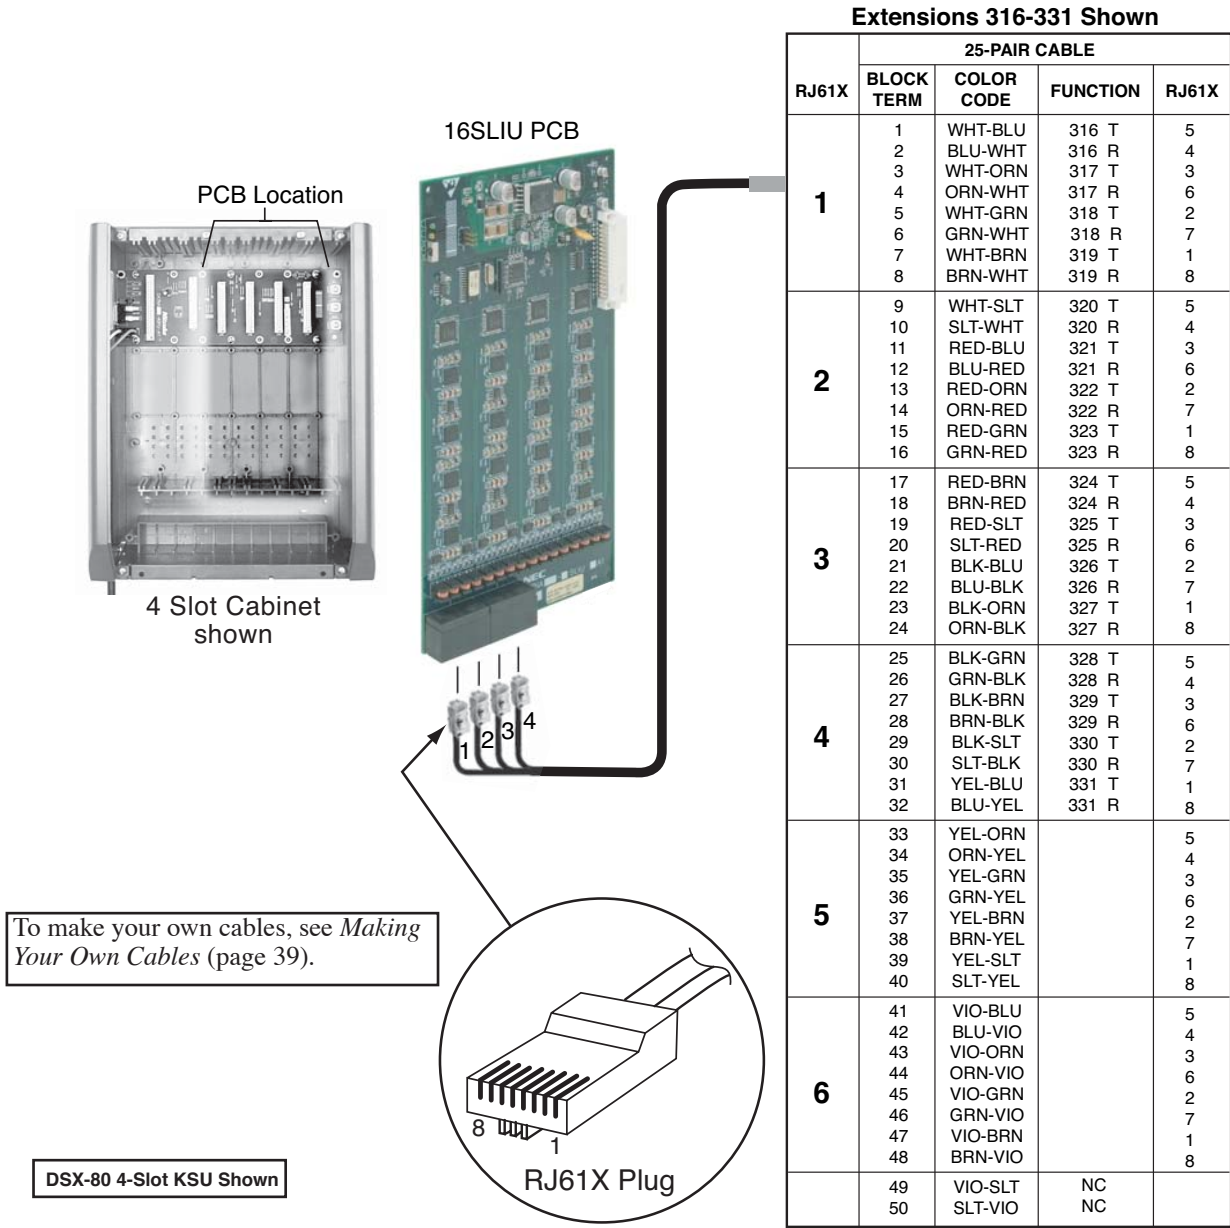 Extensions 316-331 Shown
25-PAIR CABLE
RJ61X BLOCK TERM COLOR CODE FUNCTION RJ61X
1
1 WHT-BLU 316 T 5
2 BLU-WHT 316 R 4
3 WHT-ORN 317 T 3
4 ORN-WHT 317 R 6
5 WHT-GRN 318 T 2
6 GRN-WHT 318 R 7
7 WHT-BRN 319 T 1
8 BRN-WHT 319 R 8
2
9 WHT-SLT 320 T 5
10 SLT-WHT 320 R 4
11 RED-BLU 321 T 3
12 BLU-RED 321 R 6
13 RED-ORN 322 T 2
14 ORN-RED 322 R 7
15 RED-GRN 323 T 1
16 GRN-RED 323 R 8
3
17 RED-BRN 324 T 5
18 BRN-RED 324 R 4
19 RED-SLT 325 T 3
20 SLT-RED 325 R 6
21 BLK-BLU 326 T 2
22 BLU-BLK 326 R 7
23 BLK-ORN 327 T 1
24 ORN-BLK 327 R 8
4
25 BLK-GRN 328 T 5
26 GRN-BLK 328 R 4
27 BLK-BRN 329 T 3
28 BRN-BLK 329 R 6
29 BLK-SLT 330 T 2
30 SLT-BLK 330 R 7
31 YEL-BLU 331 T 1
32 BLU-YEL 331 R 8
5
33 YEL-ORN 5
34 ORN-YEL 4
35 YEL-GRN 3
36 GRN-YEL 6
37 YEL-BRN 2
38 BRN-YEL 7
39 YEL-SLT 1
40 SLT-YEL 8
6
41 VIO-BLU 5
42 BLU-VIO 4
43 VIO-ORN 3
44 ORN-VIO 6
45 VIO-GRN 2
46 GRN-VIO 7
47 VIO-BRN 1
48 BRN-VIO 8
49 VIO-SLT NC
50 SLT-VIO NC
16SLIU PCB
PCB Location
4 Slot Cabinet
shown
NEC
1 2 3 4
To make your own cables, see Making
Your Own Cables (page 39).
8 1
RJ61X Plug
DSX-80 4-Slot KSU Shown